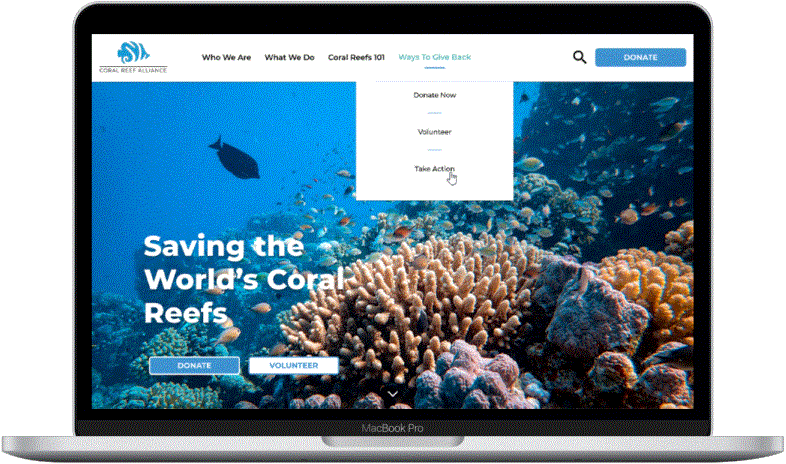 CORAL REEF ALLIANCE
Who We Are
What We Do
Coral Reefs 101
Ways To Give Back
DONATE
Donate Now
Volunteer
Take Action
Saving the
World's Coral
Reefs
DONATE
VOLUNTEER
MacBook Pro